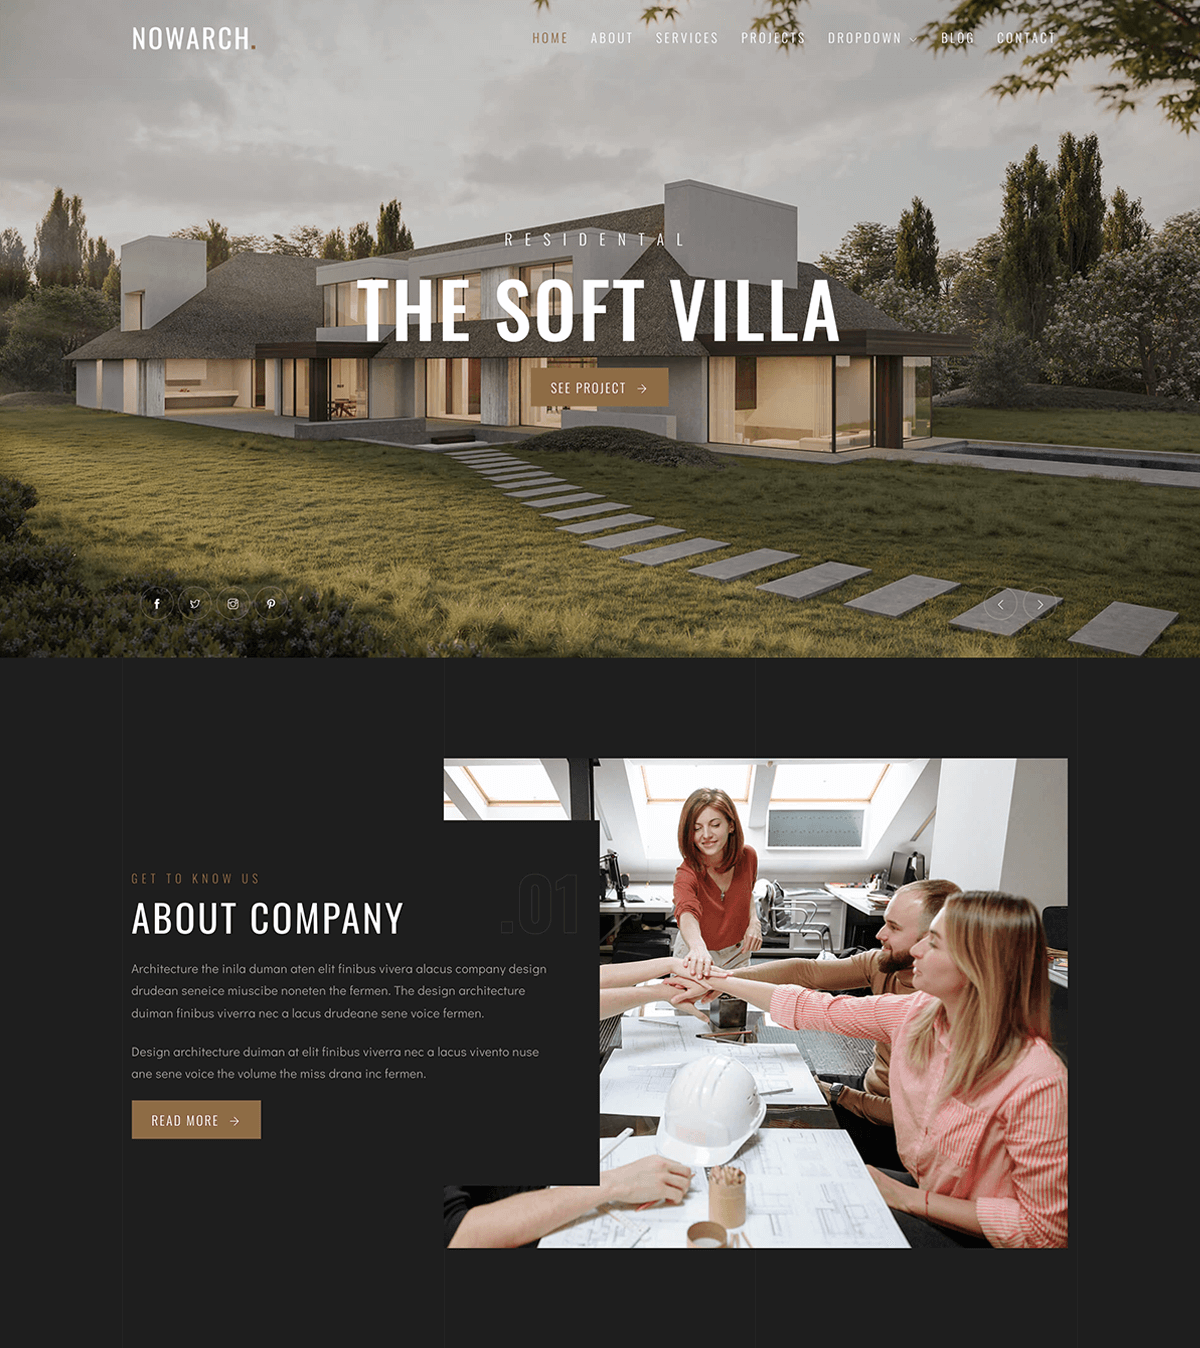 NOWARCH.
HOME ABOUT SERVICES PROJECTS DROPDOWN BLOG CONTACT
RESIDENTAL
THE SOFT VILLA
SEE PROJECT
GET TO KNOW US
.01
ABOUT COMPANY
Architecture the inila duman aten elit finibus vivera alacus company design
drudean seneice miuscibe noneten the fermen. The design architecture
duiman finibus viverra nec a lacus drudeane sene voice fermen.
Design architecture duiman at elit finibus viverra nec a lacus vivento nuse
ane sene voice the volume the miss drana inc fermen.
READ MORE